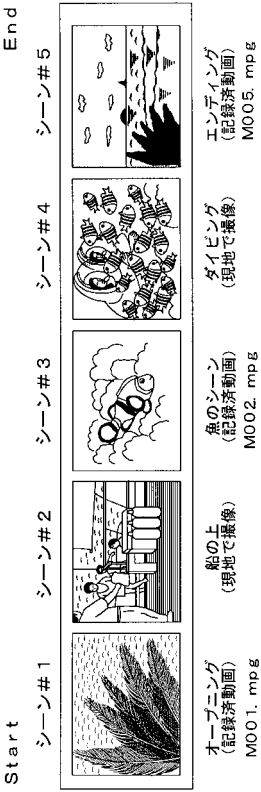 Start
End
シーン#1
シーン#2
シーン#3
シーン#4
シーン#5
オープニング
(記録済動画)
M001.mpg
船の上
(現地で撮像)
魚のシーン
(記録済動画)
M002.mpg
ダイビング
(現地で撮像)
エンディング
(記録済動画)
M005.mpg